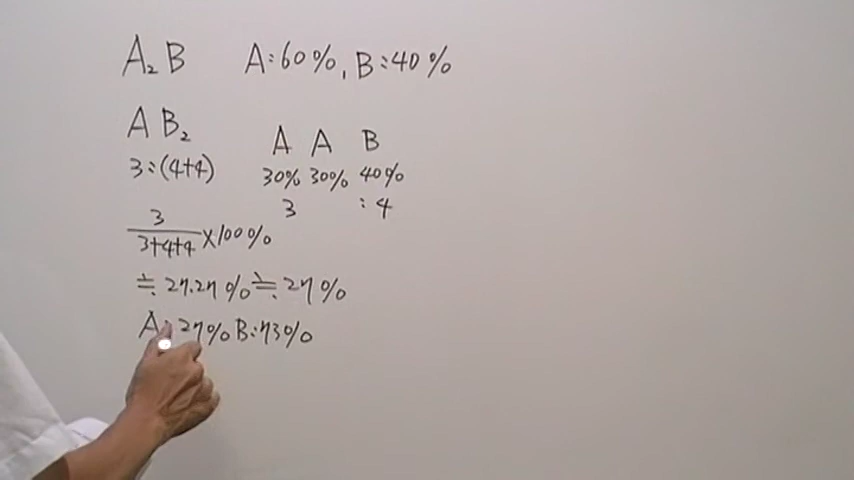 A₂B A:60%, B:40%
AB₂
3:(4+4)
A A B
30% 30% 40%
3 : 4
3/(3+4+4)×100%
≒27.27%≒27%
A:27% B:73%